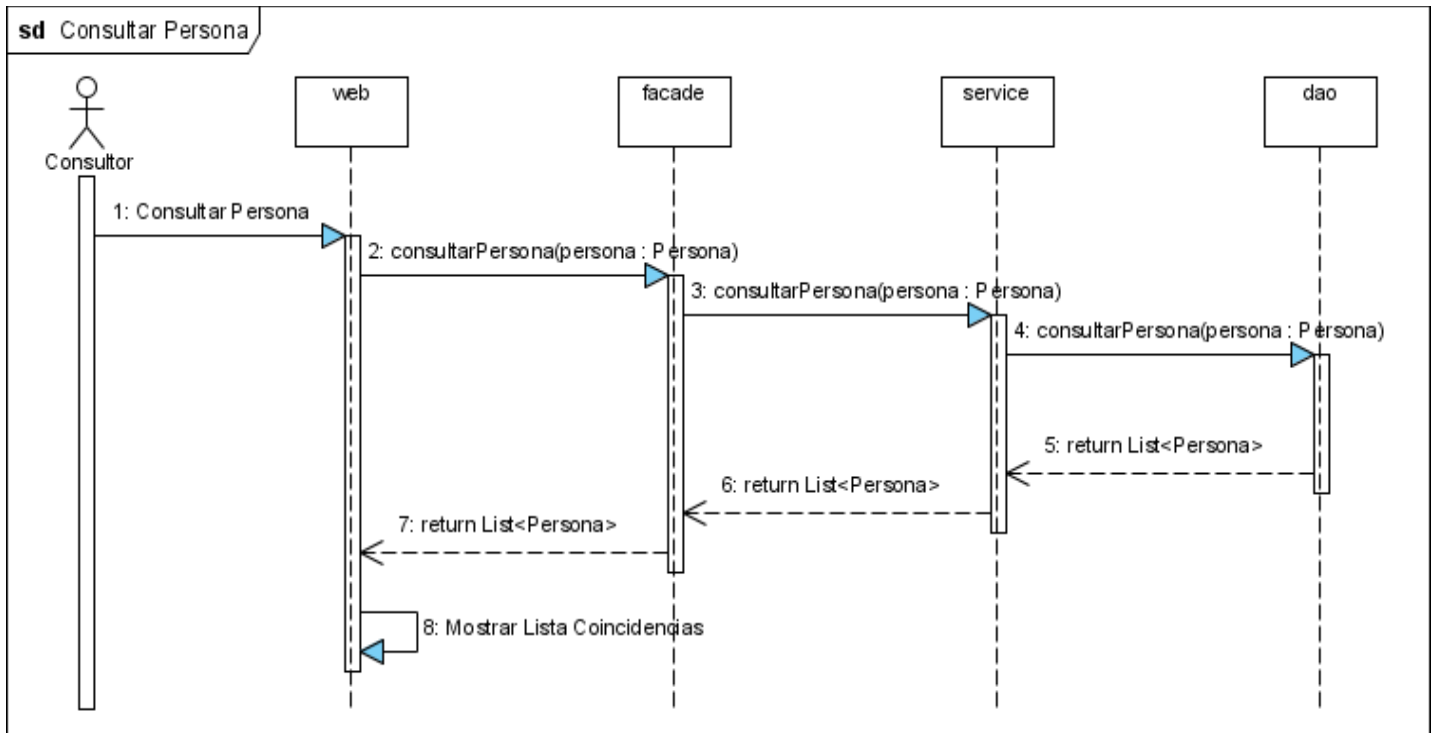 sd Consultar Persona
web
facade
service
dao
Consultor
1: Consultar Persona
2: consultarPersona(persona : Persona)
3: consultarPersona(persona : Persona)
4: consultarPersona(persona : Persona)
5: return List<Persona>
6: return List<Persona>
7: return List<Persona>
8: Mostrar Lista Coincidencias